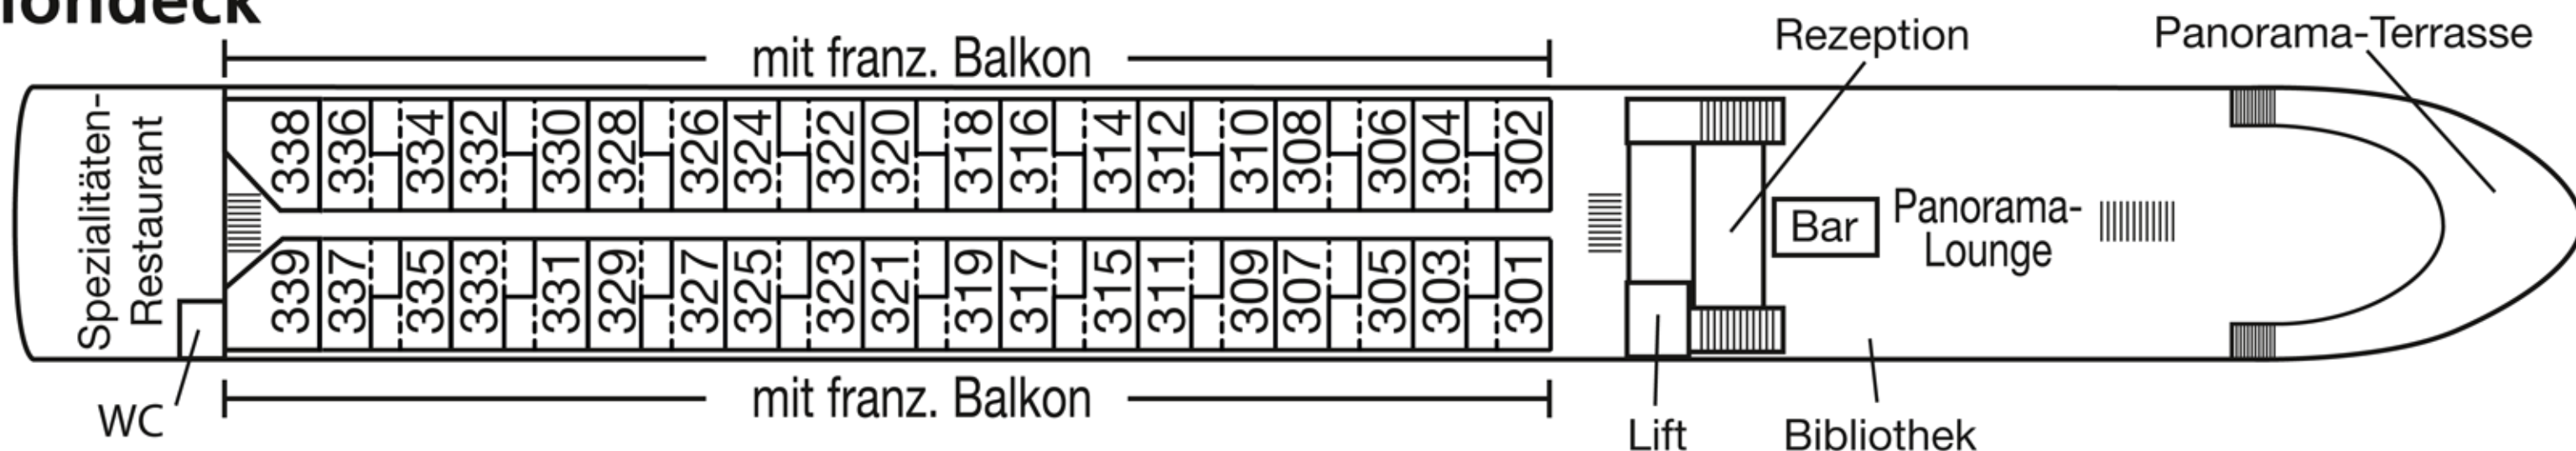 mit franz. Balkon
Rezeption
Panorama-Terrasse
Spezialitäten-
Restaurant
338 336 334 332 330 328 326 324 322 320 318 316 314 312 310 308 306 304 302
339 337 335 333 331 329 327 325 323 321 319 317 315 311 309 307 305 303 301
Bar
Panorama-
Lounge
mit franz. Balkon
WC
Lift
Bibliothek